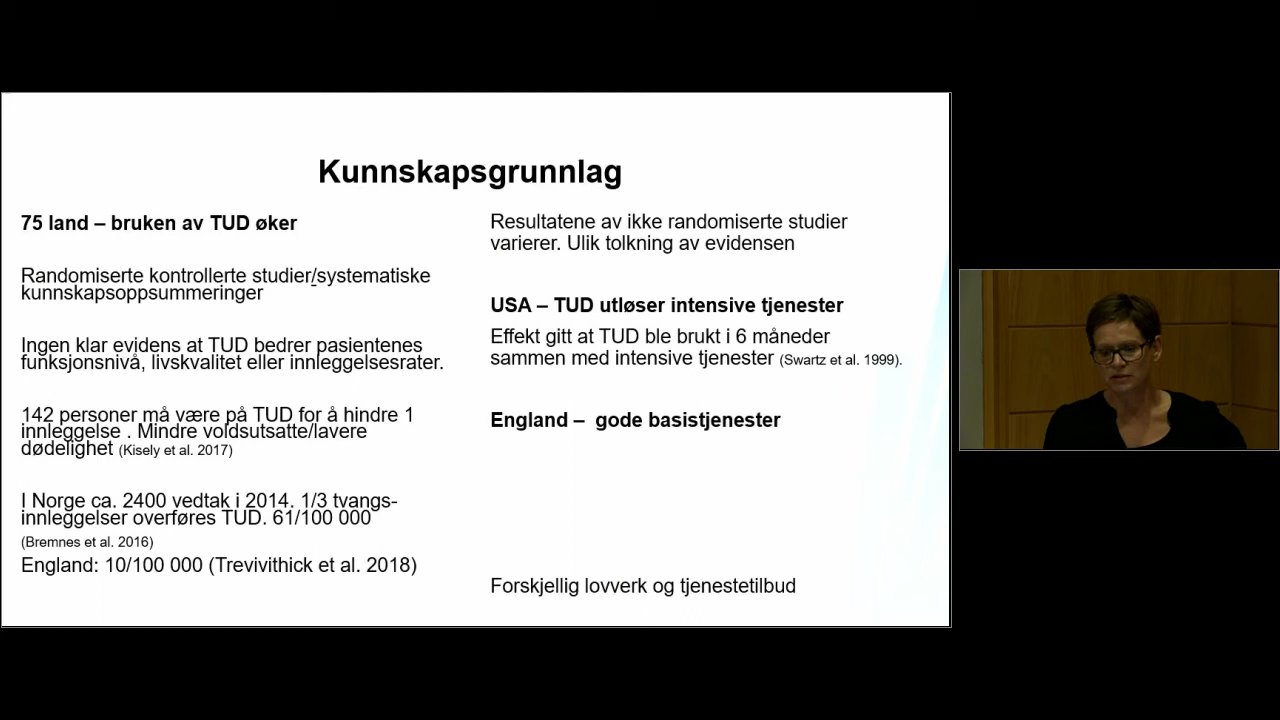 Kunnskapsgrunnlag
75 land – bruken av TUD øker
Randomiserte kontrollerte studier/systematiske
kunnskapsoppsummeringer
Ingen klar evidens at TUD bedrer pasientenes
funksjonsnivå, livskvalitet eller innleggelsesrater.
142 personer må være på TUD for å hindre 1
innleggelse . Mindre voldsutsatte/lavere
dødelighet (Kisely et al. 2017)
I Norge ca. 2400 vedtak i 2014. 1/3 tvangs-
innleggelser overføres TUD. 61/100 000
(Bremnes et al. 2016)
England: 10/100 000 (Trevivithick et al. 2018)
Resultatene av ikke randomiserte studier
varierer. Ulik tolkning av evidensen
USA – TUD utløser intensive tjenester
Effekt gitt at TUD ble brukt i 6 måneder
sammen med intensive tjenester (Swartz et al. 1999).
England – gode basistjenester
Forskjellig lovverk og tjenestetilbud